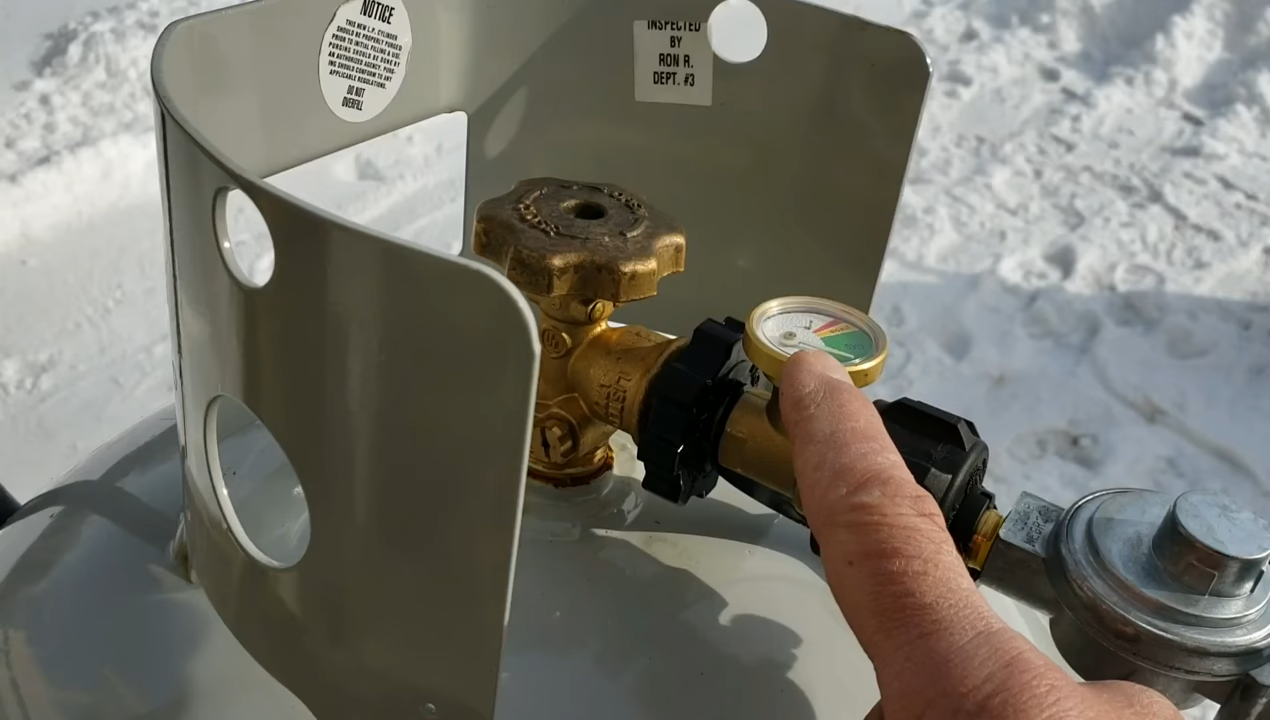 NOTICE
THIS NEW L.P. CYLINDER
SHOULD BE PROPERLY PURGED
PRIOR TO INITIAL FILLING & USE.
PURGING SHOULD BE DONE BY
AN AUTHORIZED AGENCY. PURG-
ING SHOULD CONFORM TO ANY
APPLICABLE REGULATIONS.
DO NOT
OVERFILL
INSPECTED
BY
RON R.
DEPT. #3